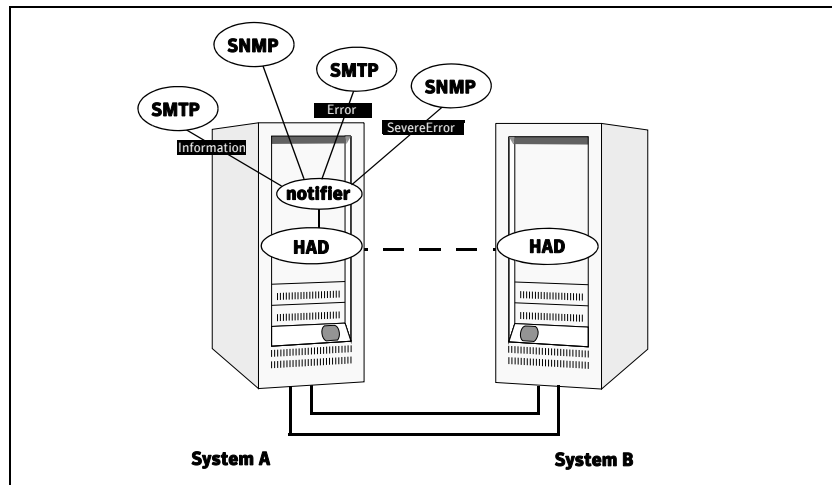 SNMP
SMTP
SNMP
SMTP
Error
SevereError
Information
notifier
HAD
HAD
System A
System B